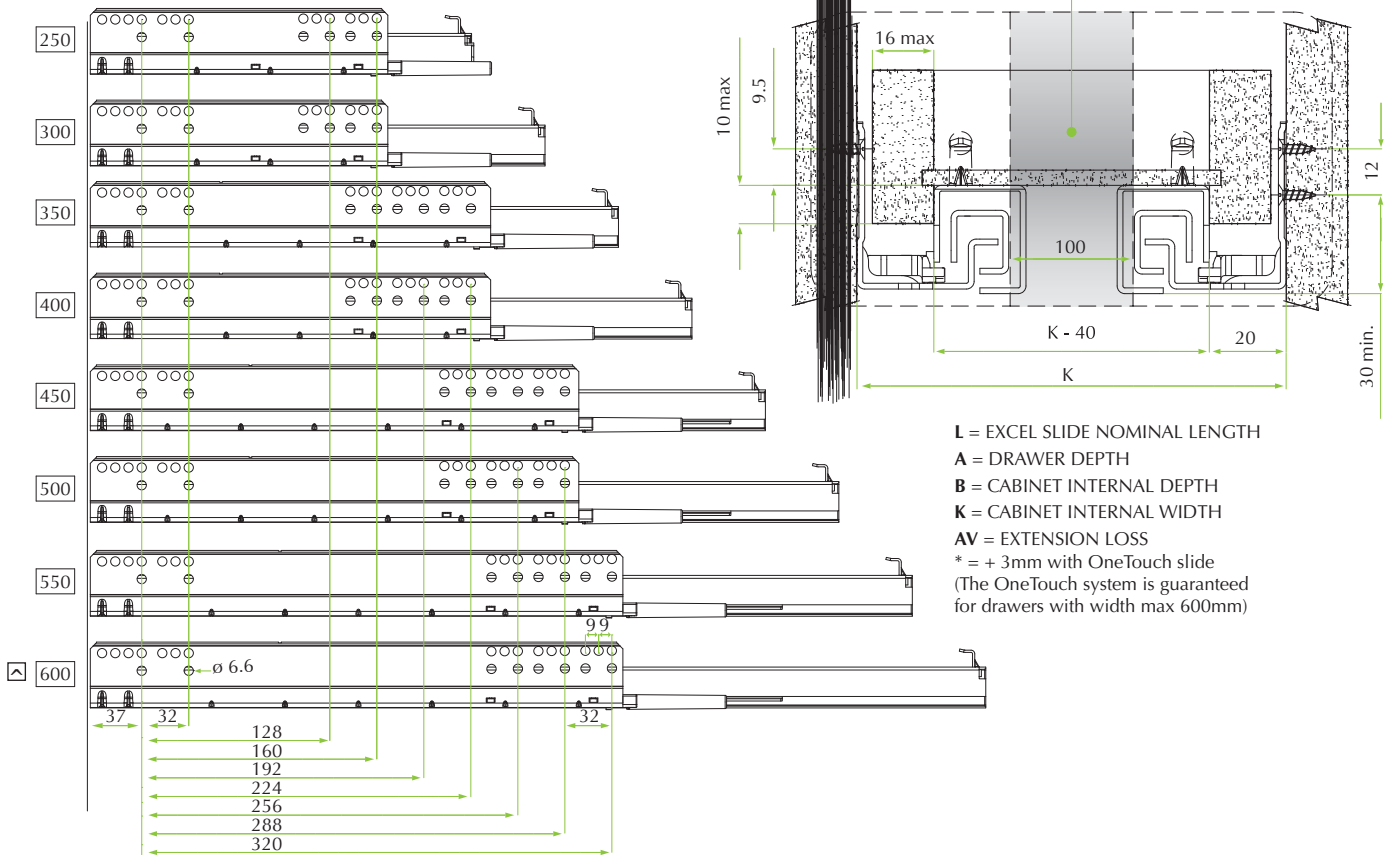 250
300
350
400
450
500
550
600
99
ø 6.6
37
32
32
128
160
192
224
256
288
320
16 max
9.5
10 max
12
100
K - 40
20
K
30 min.
L = EXCEL SLIDE NOMINAL LENGTH
A = DRAWER DEPTH
B = CABINET INTERNAL DEPTH
K = CABINET INTERNAL WIDTH
AV = EXTENSION LOSS
* = + 3mm with OneTouch slide
(The OneTouch system is guaranteed
for drawers with width max 600mm)